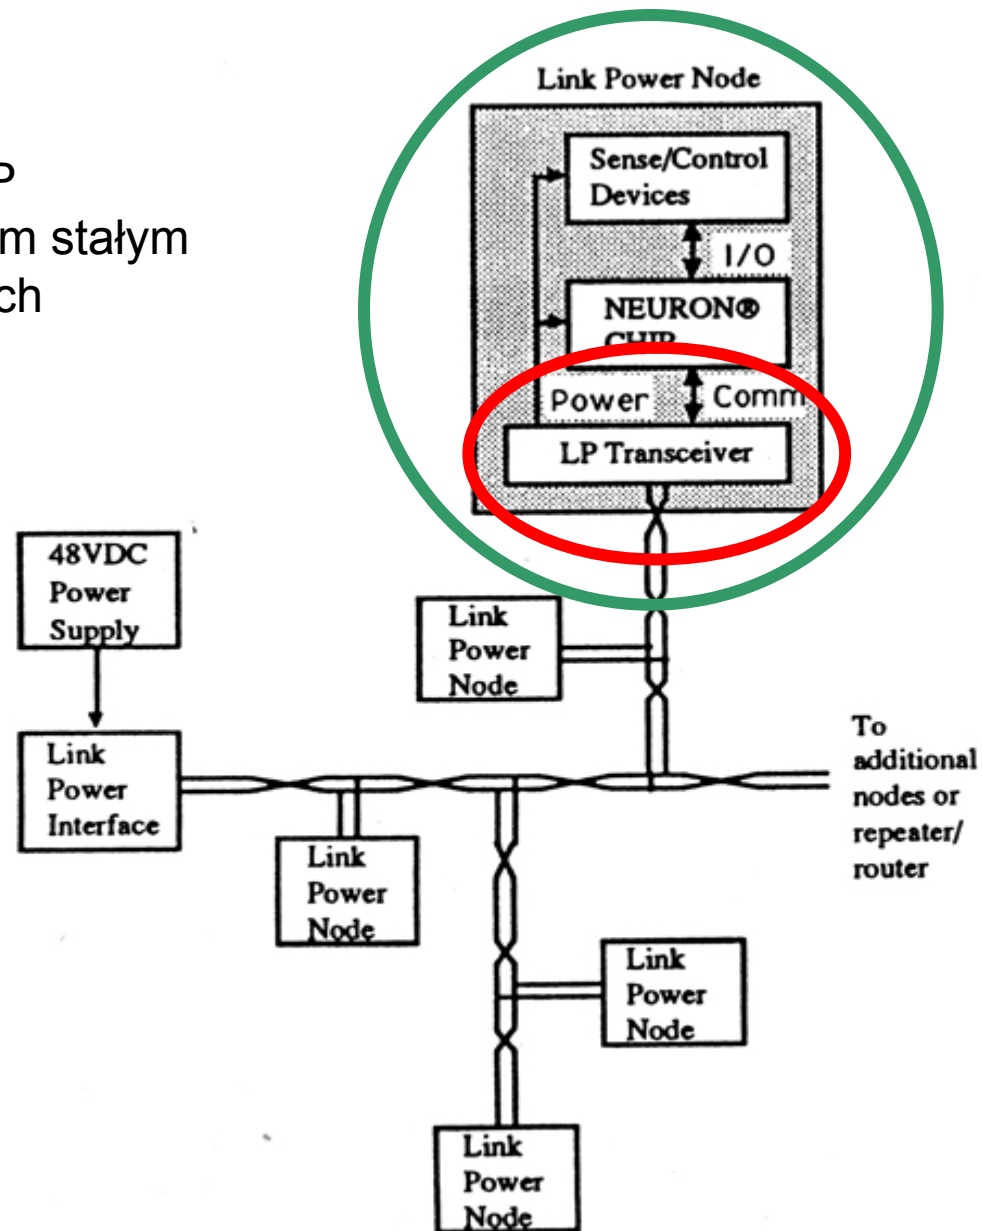 Link Power Node
P
m stałym
ch
Sense/Control
Devices
I/O
NEURON®
CHIP
Power
Comm
LP Transceiver
48VDC
Power
Supply
Link
Power
Node
Link
Power
Interface
To
additional
nodes or
repeater/
router
Link
Power
Node
Link
Power
Node
Link
Power
Node